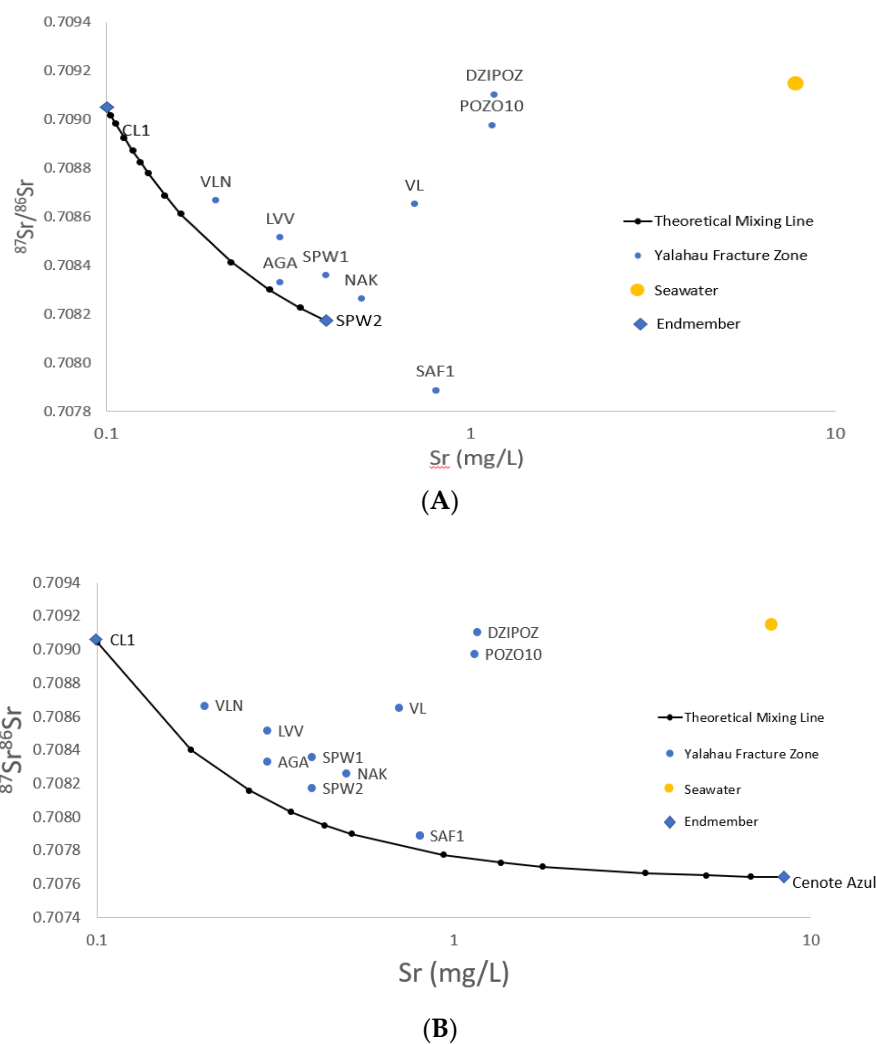 0.7094
0.7092
0.7090
0.7088
0.7086
0.7084
0.7082
0.7080
0.7078
87Sr/86Sr
0.1
1
10
Sr (mg/L)
DZIPOZ
POZO10
CL1
VLN
VL
LVV
AGA
SPW1
NAK
SPW2
SAF1
Theoretical Mixing Line
Yalahau Fracture Zone
Seawater
Endmember
(A)
0.7094
0.7092
0.7090
0.7088
0.7086
0.7084
0.7082
0.7080
0.7078
0.7076
0.7074
87Sr86Sr
0.1
1
10
Sr (mg/L)
CL1
DZIPOZ
POZO10
VLN
VL
LVV
AGA
SPW1
NAK
SPW2
SAF1
Cenote Azul
Theoretical Mixing Line
Yalahau Fracture Zone
Seawater
Endmember
(B)